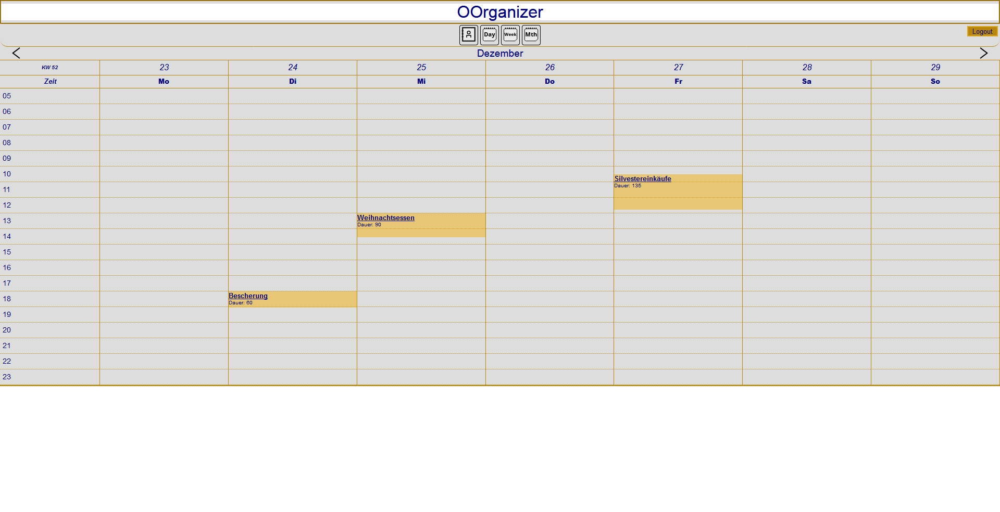 OOrganizer
Day Week Mth
Logout
Dezember
KW 52 23 24 25 26 27 28 29
Zeit Mo Di Mi Do Fr Sa So
05
06
07
08
09
10
Silvestereinkäufe
Dauer: 135
11
12
13
Weihnachtsessen
Dauer: 90
14
15
16
17
18
Bescherung
Dauer: 60
19
20
21
22
23